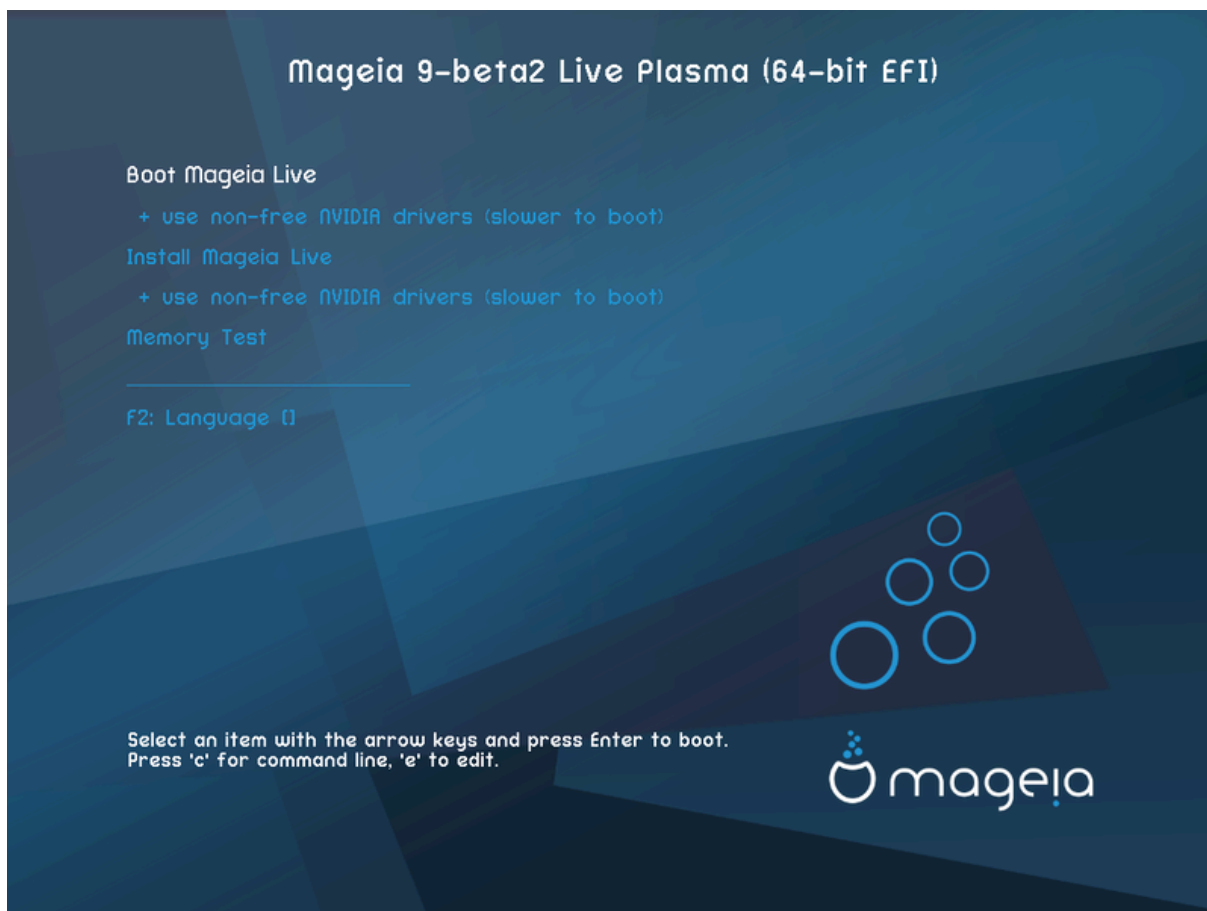 Mageia 9-beta2 Live Plasma (64-bit EFI)
Boot Mageia Live
+ use non-free NVIDIA drivers (slower to boot)
Install Mageia Live
+ use non-free NVIDIA drivers (slower to boot)
Memory Test
F2: Language []
Select an item with the arrow keys and press Enter to boot.
Press 'c' for command line, 'e' to edit.
mageia